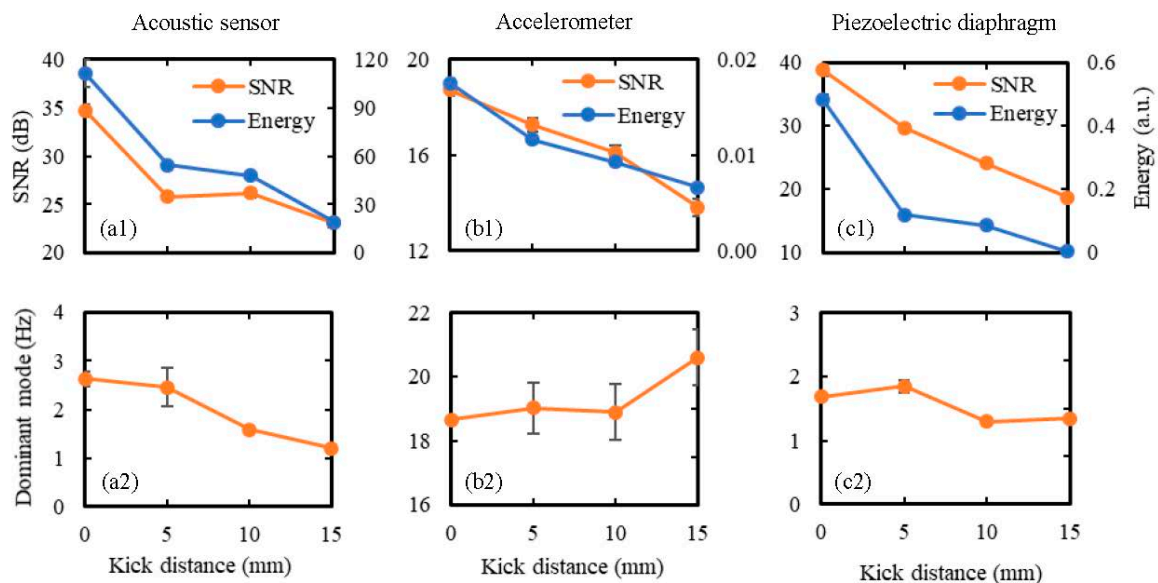 Acoustic sensor
Accelerometer
Piezoelectric diaphragm
SNR (dB)
40
35
30
25
20
SNR
Energy
(a1)
120
90
60
30
0
20
18
16
14
12
SNR
Energy
(b1)
0.02
0.01
0.00
40
30
20
10
SNR
Energy
(c1)
0.6
0.4
0.2
0
Energy (a.u.)
Dominant mode (Hz)
4
3
2
1
0
(a2)
0 5 10 15
Kick distance (mm)
22
20
18
16
(b2)
0 5 10 15
Kick distance (mm)
3
2
1
0
(c2)
0 5 10 15
Kick distance (mm)